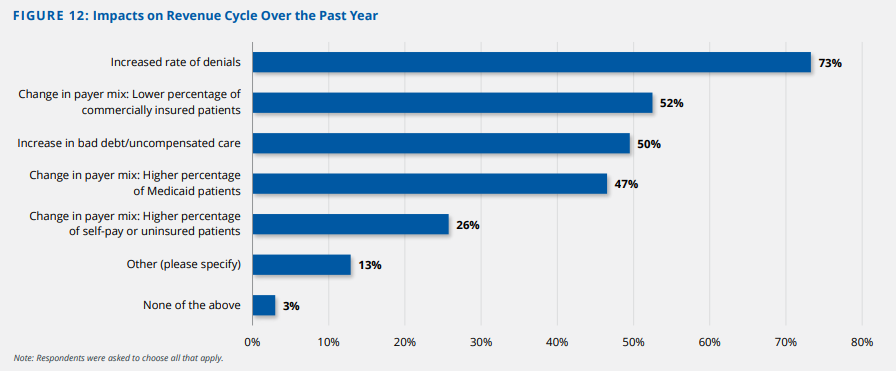 FIGURE 12: Impacts on Revenue Cycle Over the Past Year
Increased rate of denials
73%
Change in payer mix: Lower percentage of
commercially insured patients
52%
Increase in bad debt/uncompensated care
50%
Change in payer mix: Higher percentage
of Medicaid patients
47%
Change in payer mix: Higher percentage
of self-pay or uninsured patients
26%
Other (please specify)
13%
None of the above
3%
0% 10% 20% 30% 40% 50% 60% 70% 80%
Note: Respondents were asked to choose all that apply.